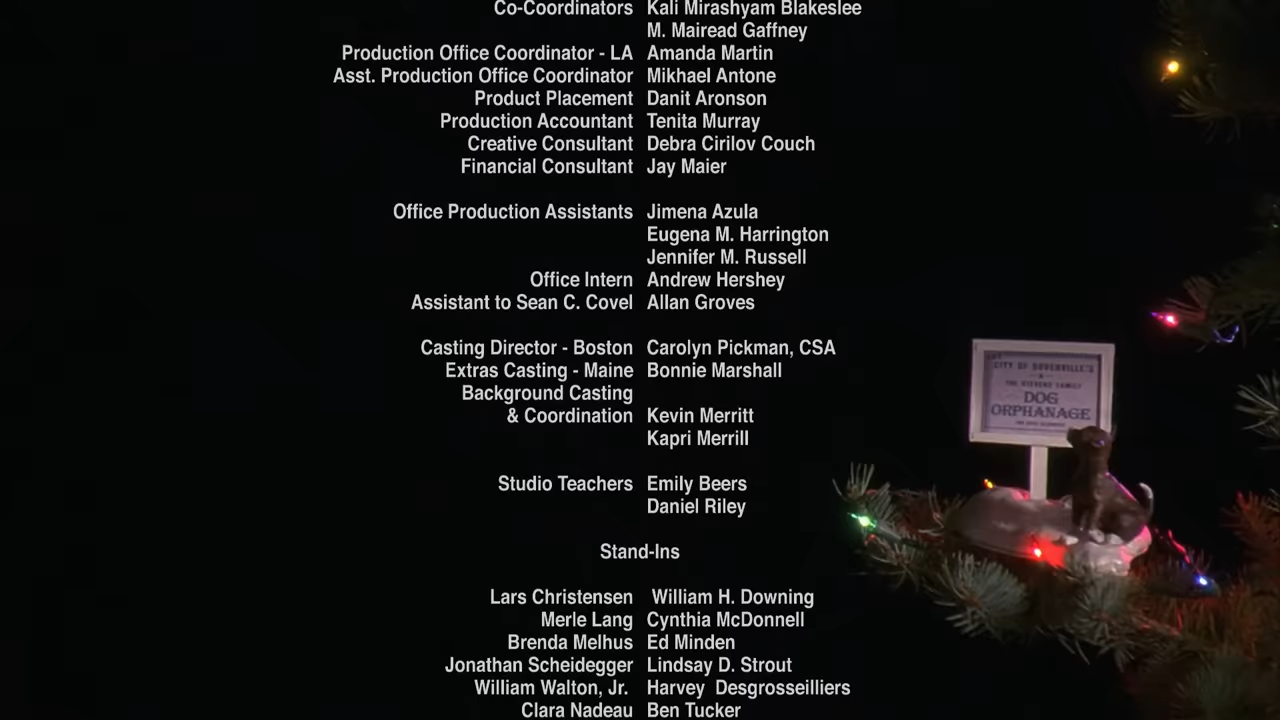 Co-Coordinators Kali Mirashyam Blakeslee
M. Mairead Gaffney
Production Office Coordinator - LA Amanda Martin
Asst. Production Office Coordinator Mikhael Antone
Product Placement Danit Aronson
Production Accountant Tenita Murray
Creative Consultant Debra Cirilov Couch
Financial Consultant Jay Maier
Office Production Assistants Jimena Azula
Eugena M. Harrington
Jennifer M. Russell
Office Intern Andrew Hershey
Assistant to Sean C. Covel Allan Groves
Casting Director - Boston Carolyn Pickman, CSA
Extras Casting - Maine Bonnie Marshall
Background Casting
& Coordination Kevin Merritt
Kapri Merrill
Studio Teachers Emily Beers
Daniel Riley
Stand-Ins
Lars Christensen William H. Downing
Merle Lang Cynthia McDonnell
Brenda Melhus Ed Minden
Jonathan Scheidegger Lindsay D. Strout
William Walton, Jr. Harvey Desgrosseilliers
Clara Nadeau Ben Tucker
CITY OF
THE STEVENS FAMILY
DOG
ORPHANAGE